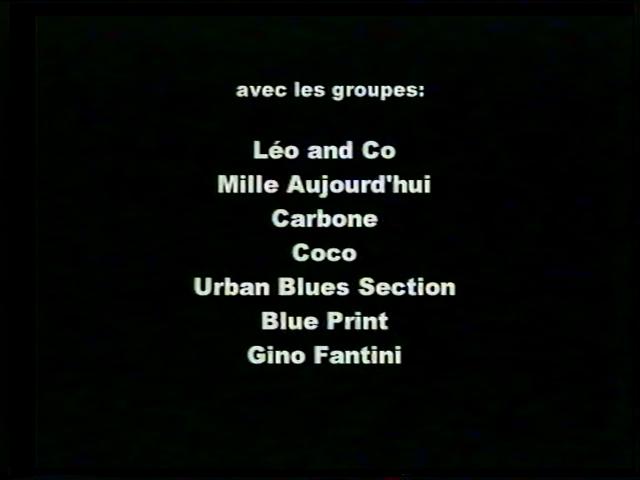 avec les groupes:
Léo and Co
Mille Aujourd'hui
Carbone
Coco
Urban Blues Section
Blue Print
Gino Fantini